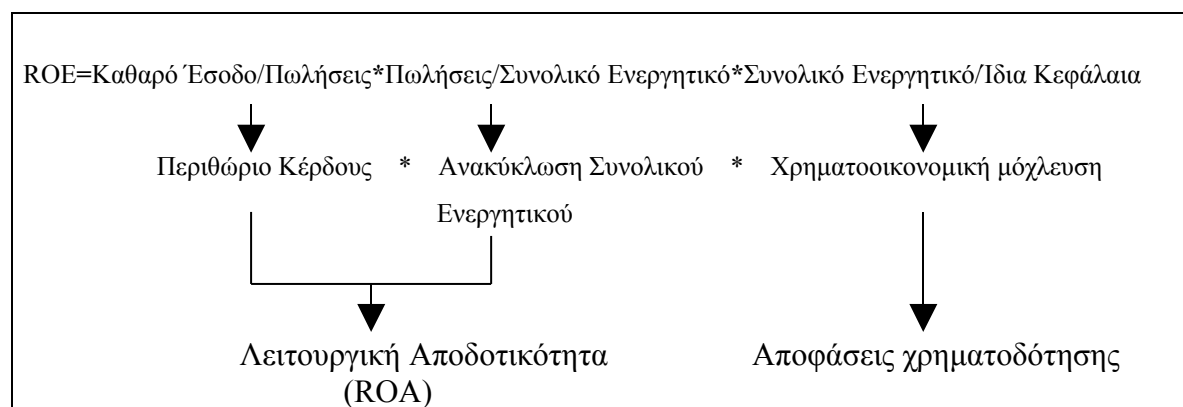 ROE=Καθαρό Έσοδο/Πωλήσεις*Πωλήσεις/Συνολικό Ενεργητικό*Συνολικό Ενεργητικό/Ίδια Κεφάλαια
Περιθώριο Κέρδους * Ανακύκλωση Συνολικού * Χρηματοοικονομική μόχλευση
Ενεργητικού
Λειτουργική Αποδοτικότητα Αποφάσεις χρηματοδότησης
(ROA)